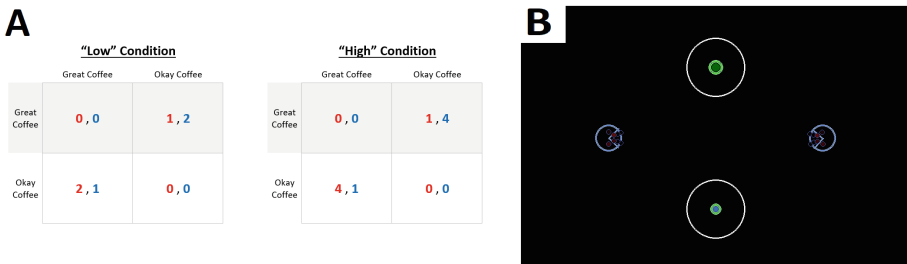 A
"Low" Condition
Great Coffee Okay Coffee
Great Coffee 0 , 0 1 , 2
Okay Coffee 2 , 1 0 , 0
"High" Condition
Great Coffee Okay Coffee
Great Coffee 0 , 0 1 , 4
Okay Coffee 4 , 1 0 , 0
B